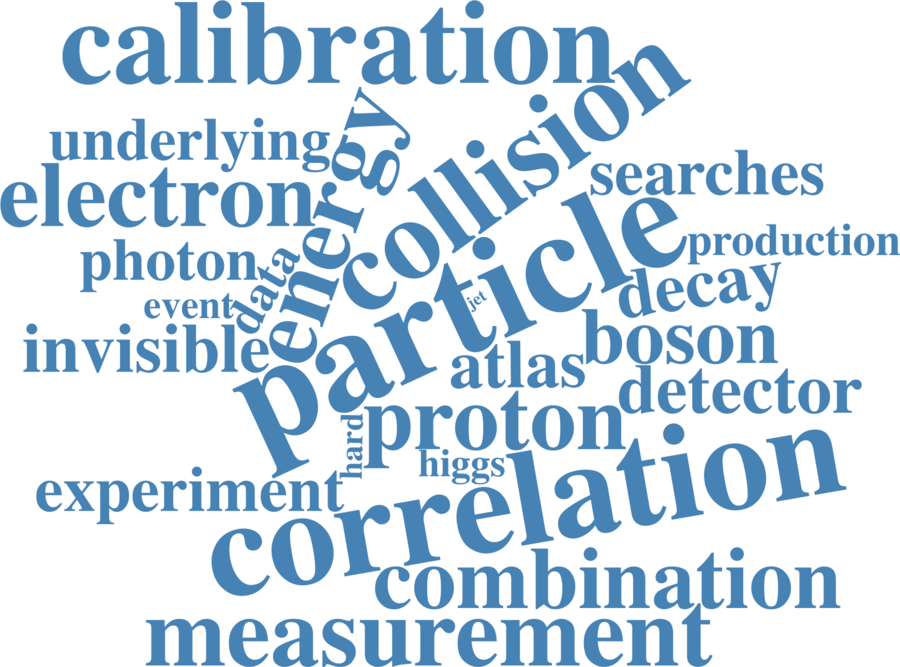 calibration
collision
underlying
energy
searches
electron
particle
production
photon
data
decay
event
jet
invisible
boson
atlas
detector
proton
hard
higgs
experiment
correlation
combination
measurement